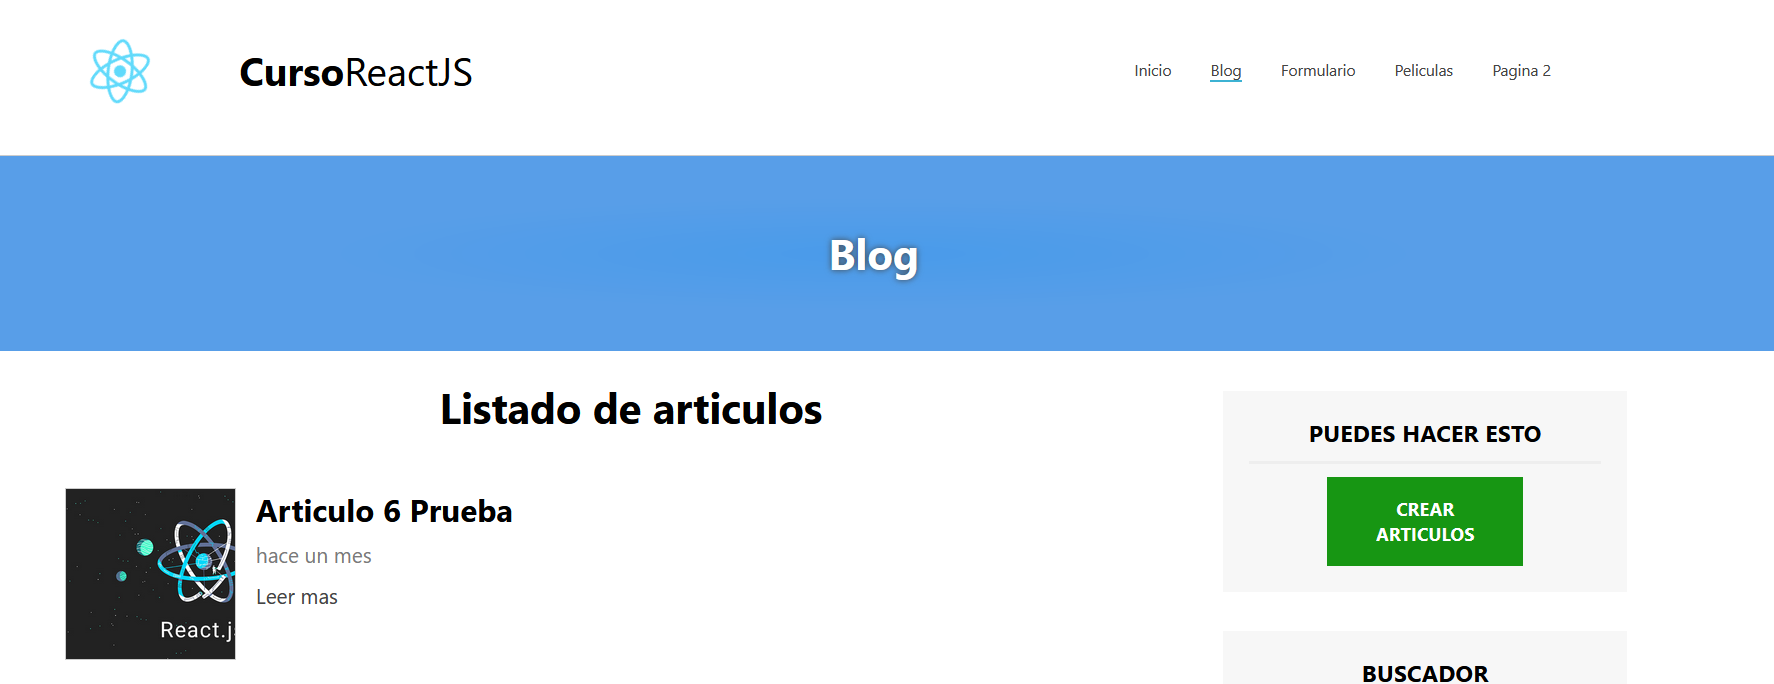 CursoReactJS
Inicio Blog Formulario Peliculas Pagina 2
Blog
Listado de articulos
Articulo 6 Prueba
hace un mes
Leer mas
React.j
PUEDES HACER ESTO
CREAR
ARTICULOS
BUSCADOR